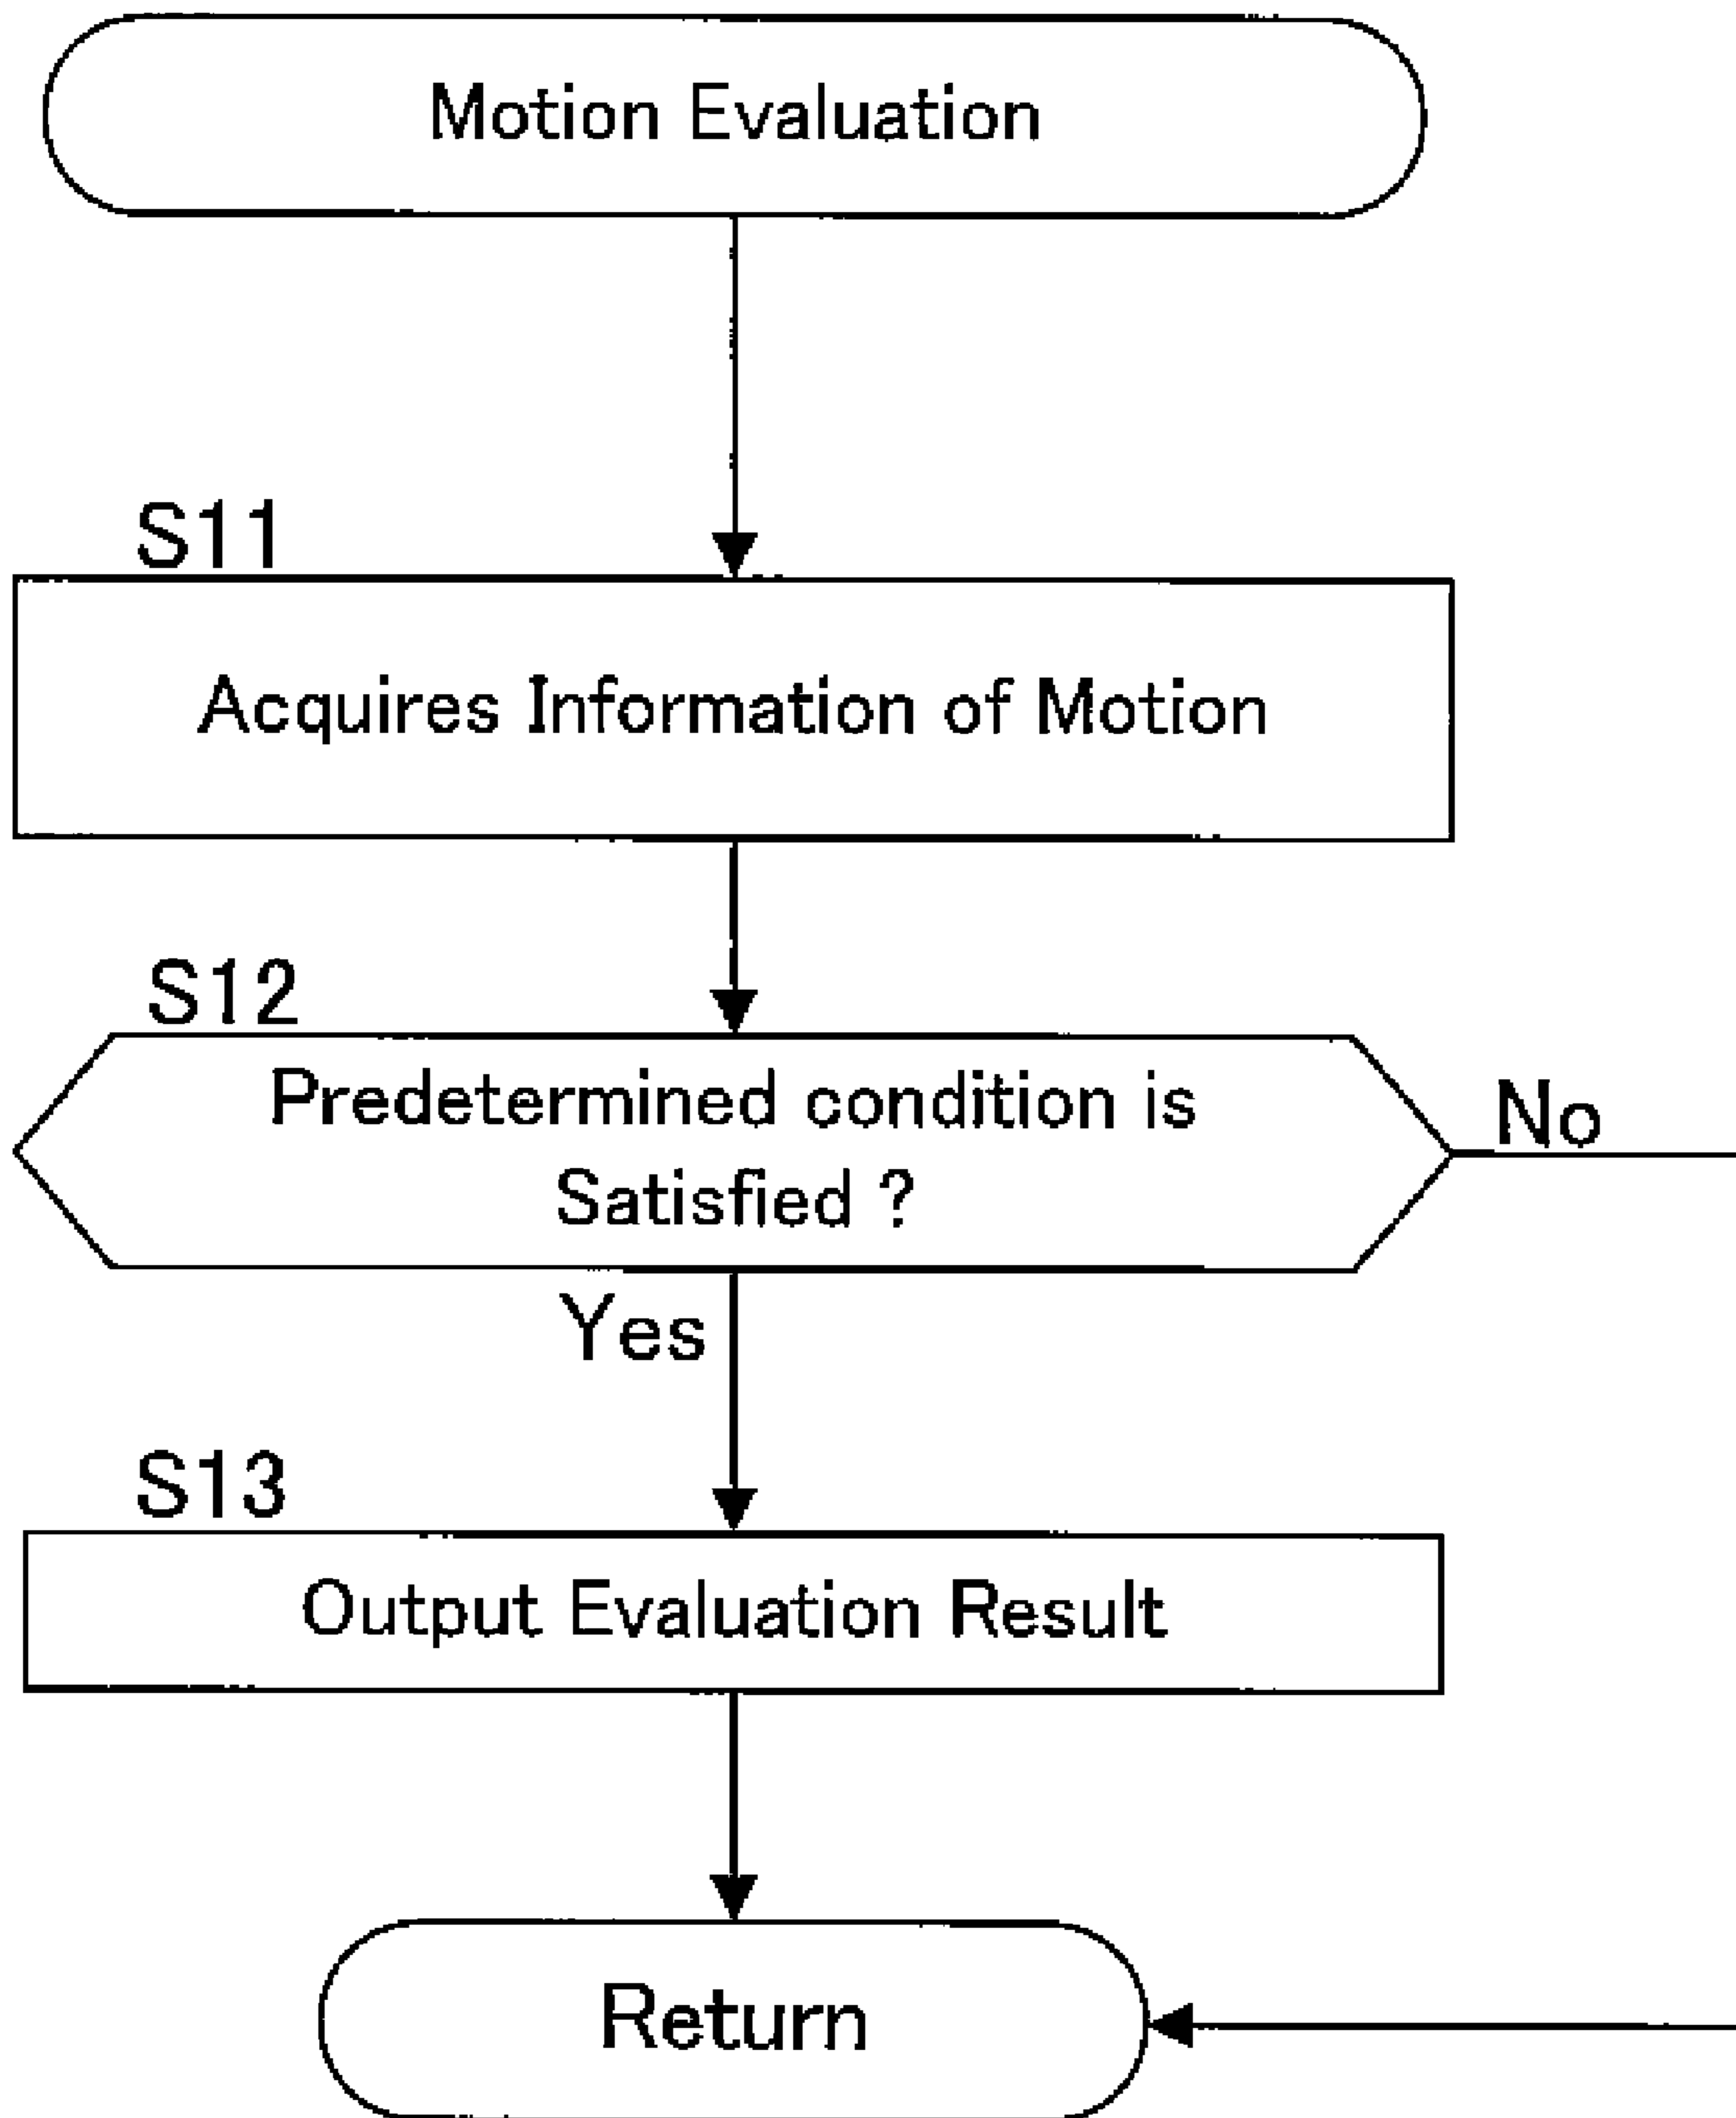 Motion Evaluation
S11
Acquires Information of Motion
S12
Predetermined condition is
Satisfied ?
No
Yes
S13
Output Evaluation Result
Return